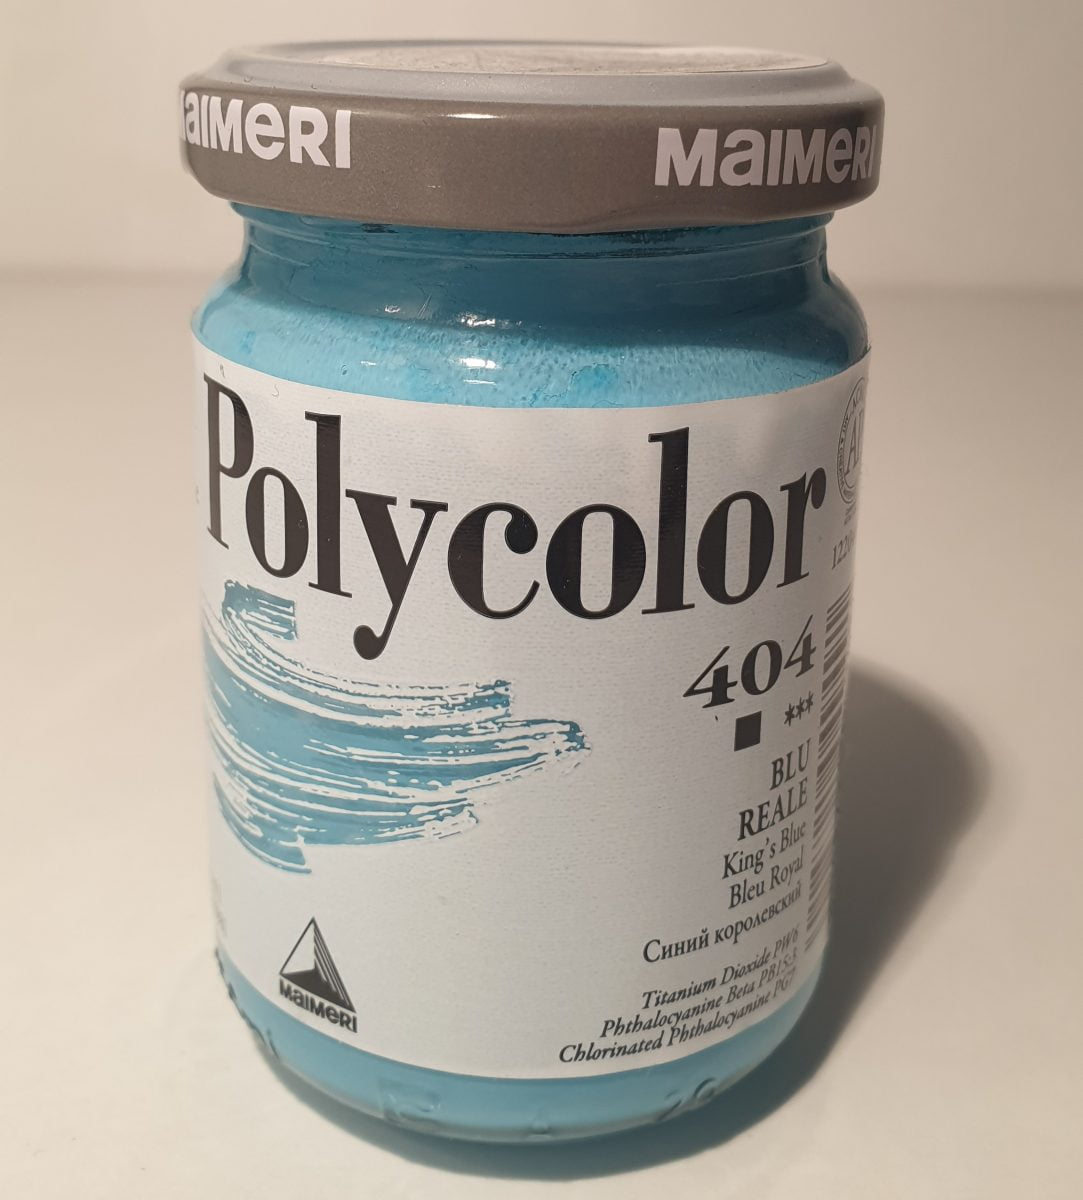 MaIMeRI
MaIMeRI
Polycolor
404
***
BLU
REALE
King's Blue
Bleu Royal
Синий королевский
Titanium Dioxide PW6
Phthalocyanine Beta PB15:3
Chlorinated Phthalocyanine PG7
MaIMeRI